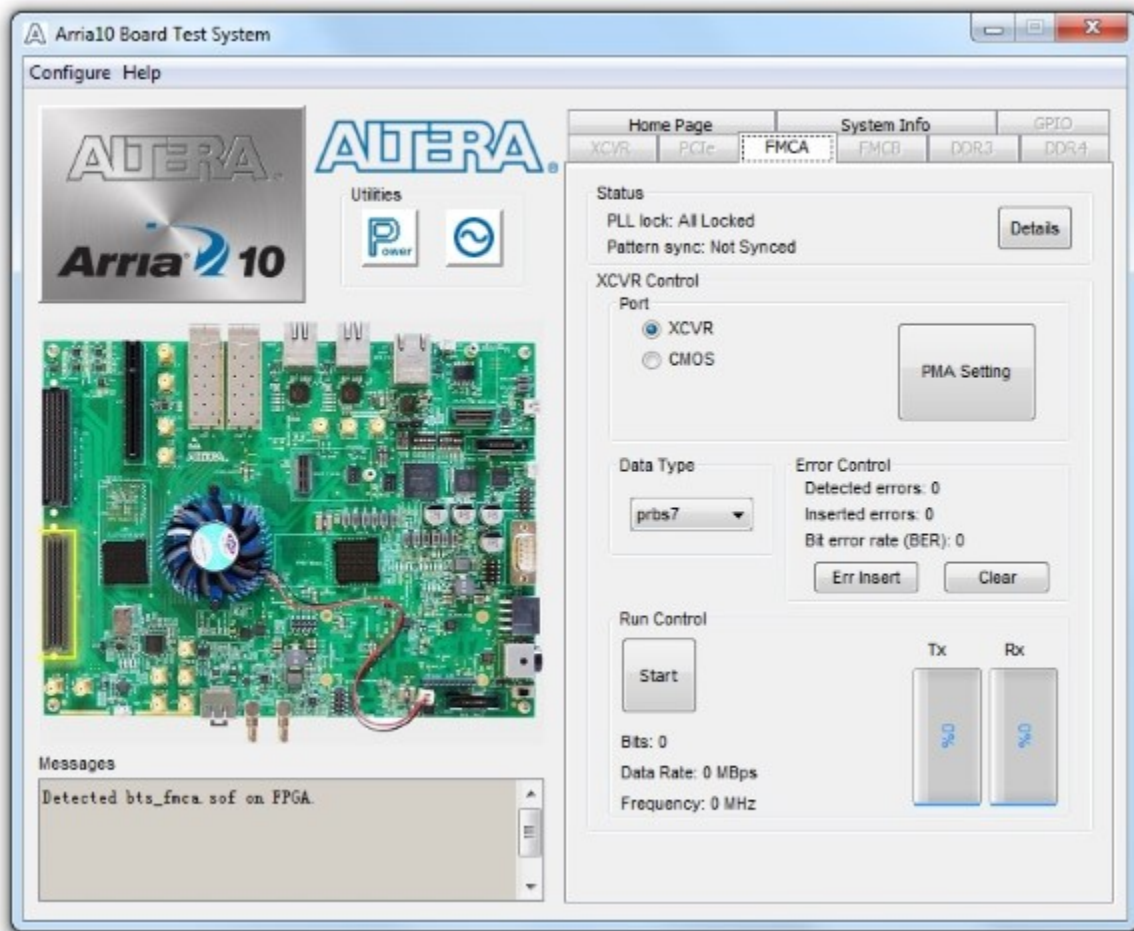 Arria10 Board Test System
Configure Help
ALTERA
Arria 10
ALTERA®
Utilities
Power
Home Page System Info GPIO
XCVR PCIe FMCA FMCB DDR3 DDR4
Status
PLL lock: All Locked
Pattern sync: Not Synced
Details
XCVR Control
Port
XCVR
CMOS
PMA Setting
Data Type
prbs7
Error Control
Detected errors: 0
Inserted errors: 0
Bit error rate (BER): 0
Err Insert Clear
Run Control
Start
Tx Rx
0% 0%
Bits: 0
Data Rate: 0 MBps
Frequency: 0 MHz
Messages
Detected bts_fmca.sof on FPGA.